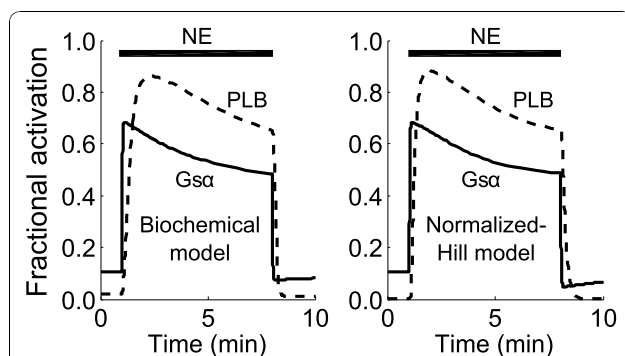 NE
PLB
Gsα
Biochemical
model
Fractional activation
1.0
0.8
0.6
0.4
0.2
0.0
0
5
10
Time (min)
NE
PLB
Gsα
Normalized-
Hill model
1.0
0.8
0.6
0.4
0.2
0.0
0
5
10
Time (min)